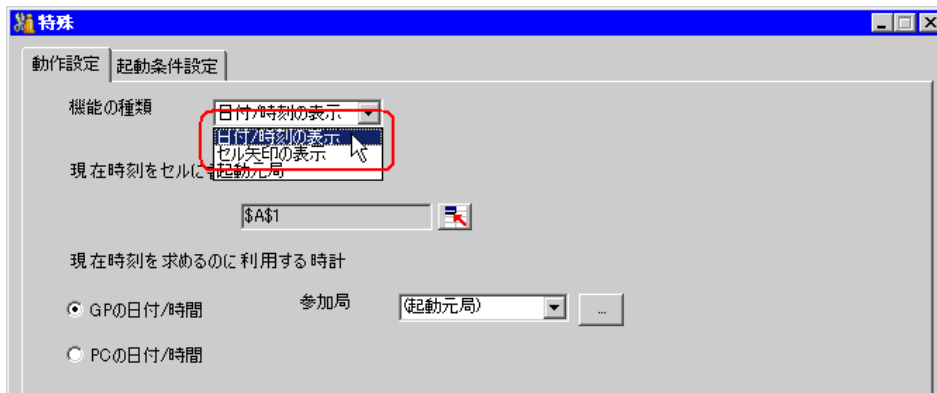 特殊
動作設定 起動条件設定
機能の種類 日付/時刻の表示
日付/時刻の表示
セル矢印の表示
現在時刻をセルに 起動元局
$A$1
現在時刻を求めるのに利用する時計
GPの日付/時間 参加局 (起動元局) ...
PCの日付/時間